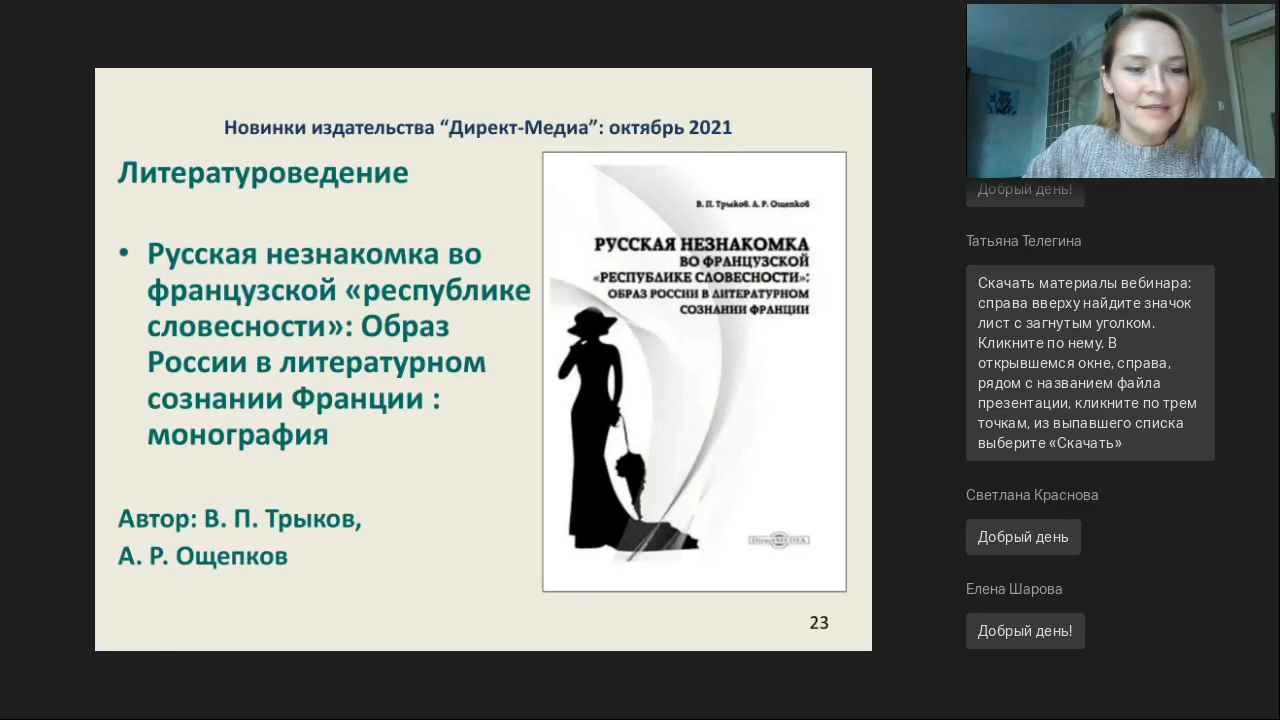 Новинки издательства “Директ-Медиа”: октябрь 2021
Литературоведение
• Русская незнакомка во
французской «республике
словесности»: Образ
России в литературном
сознании Франции :
монография
Автор: В. П. Трыков,
А. Р. Ощепков
В. П. Трыков, А. Р. Ощепков
РУССКАЯ НЕЗНАКОМКА
ВО ФРАНЦУЗСКОЙ
«РЕСПУБЛИКЕ СЛОВЕСНОСТИ»:
ОБРАЗ РОССИИ В ЛИТЕРАТУРНОМ
СОЗНАНИИ ФРАНЦИИ
DirectMEDIA
23
Добрый день!
Татьяна Телегина
Скачать материалы вебинара:
справа вверху найдите значок
лист с загнутым уголком.
Кликните по нему. В
открывшемся окне, справа,
рядом с названием файла
презентации, кликните по трем
точкам, из выпавшего списка
выберите «Скачать»
Светлана Краснова
Добрый день
Елена Шарова
Добрый день!